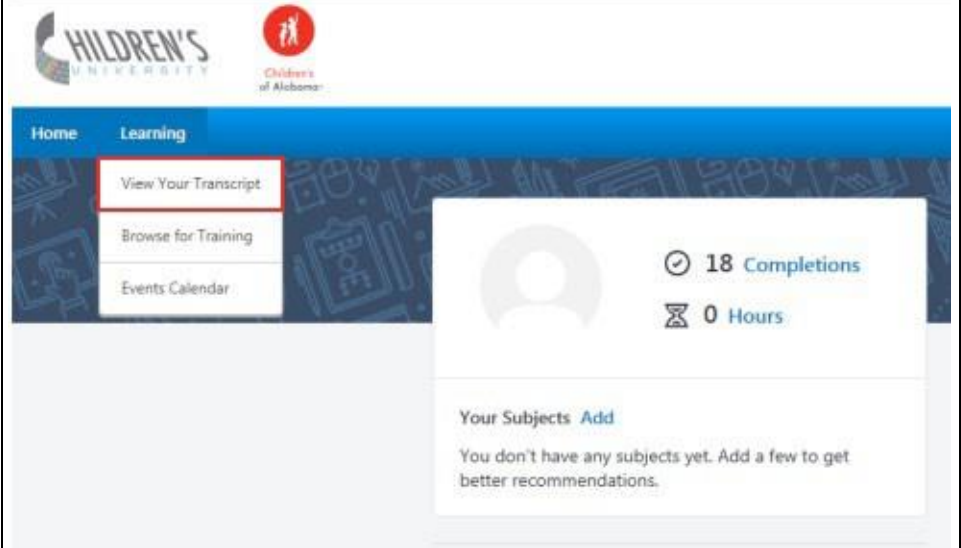 CHILDREN'S
UNIVERSITY
Children's
of Alabama
Home Learning
View Your Transcript
Browse for Training
Events Calendar
18 Completions
0 Hours
Your Subjects Add
You don't have any subjects yet. Add a few to get
better recommendations.